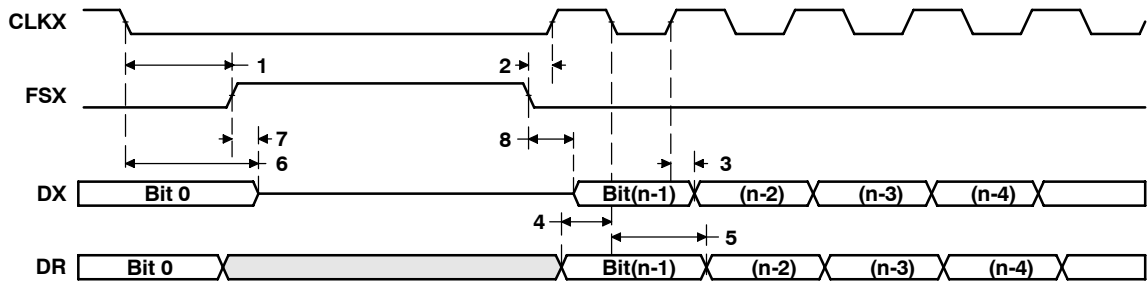 CLKX
1 2
FSX
7 8
6
3
DX Bit 0 Bit(n-1) (n-2) (n-3) (n-4)
4 5
DR Bit 0 Bit(n-1) (n-2) (n-3) (n-4)